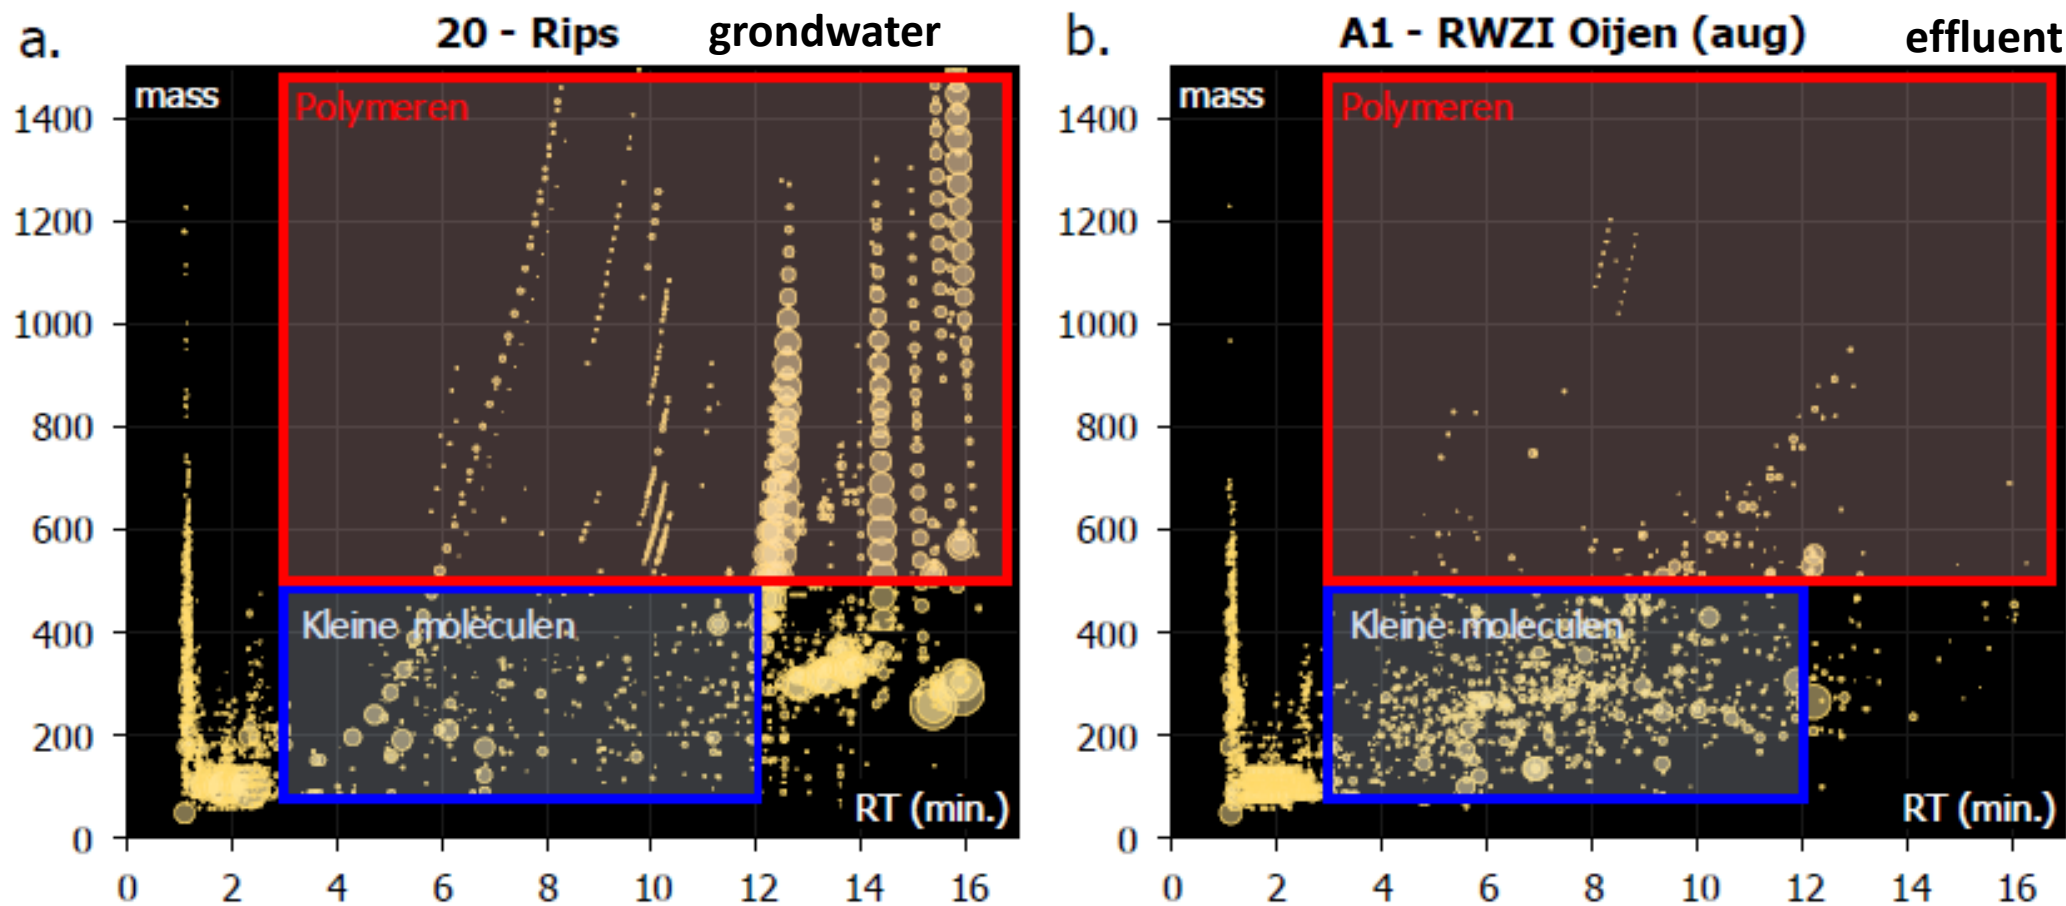 a.
20 - Rips
grondwater
mass
Polymeren
Kleine moleculen
RT (min.)
1400
1200
1000
800
600
400
200
0
0 2 4 6 8 10 12 14 16
b.
A1 - RWZI Oijen (aug)
effluent
mass
Polymeren
Kleine moleculen
RT (min.)
1400
1200
1000
800
600
400
200
0
0 2 4 6 8 10 12 14 16